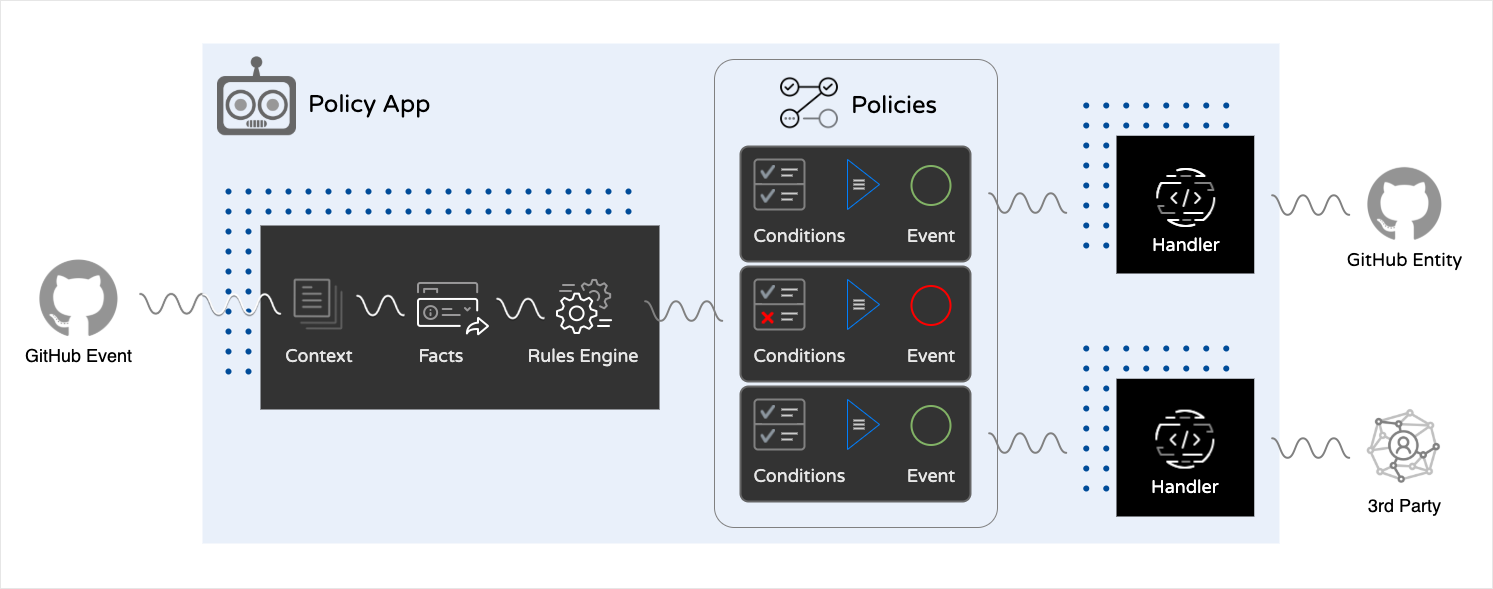 Policy App
Policies
Conditions
Event
Conditions
Event
Conditions
Event
GitHub Event
Context
Facts
Rules Engine
Handler
GitHub Entity
Handler
3rd Party